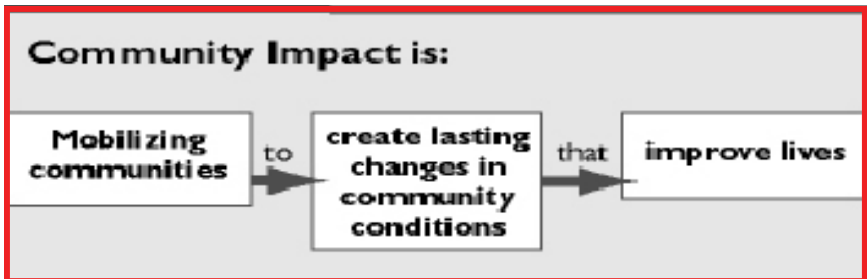 Community Impact is:
Mobilizing
communities
to
create lasting
changes in
community
conditions
that
improve lives